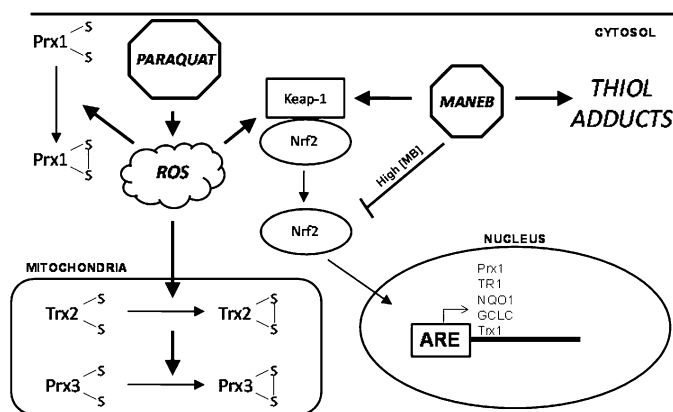 CYTOSOL
Prx1 S S
PARAQUAT
Keap-1
MANEB
THIOL
ADDUCTS
Nrf2
Prx1 S S
ROS
High [MB]
Nrf2
NUCLEUS
MITOCHONDRIA
Prx1
TR1
NQO1
GCLC
Trx1
ARE
Trx2 S S
Trx2 S S
Prx3 S S
Prx3 S S